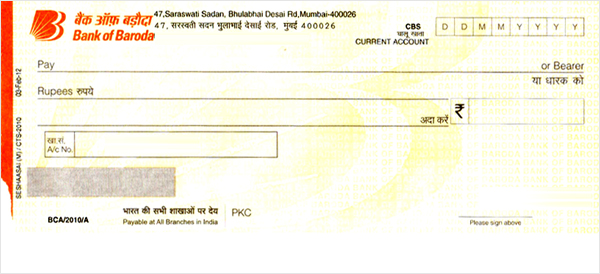 बैंक ऑफ़ बड़ौदा
Bank of Baroda
47,Saraswati Sadan, Bhulabhai Desai Rd,Mumbai-400026
47, सरस्वती सदन भुलाभाई देसाई रोड, मुंबई 400026
CBS
चालू खाता
CURRENT ACCOUNT
D D M M Y Y Y Y
Pay
or Bearer
या धारक को
Rupees रुपये
अदा करें
₹
खा.सं.
A/c No.
SESHAASAI (V) / CTS-2010
03-Feb-12
BCA/2010/A
भारत की सभी शाखाओं पर देय
Payable at All Branches in India
PKC
Please sign above